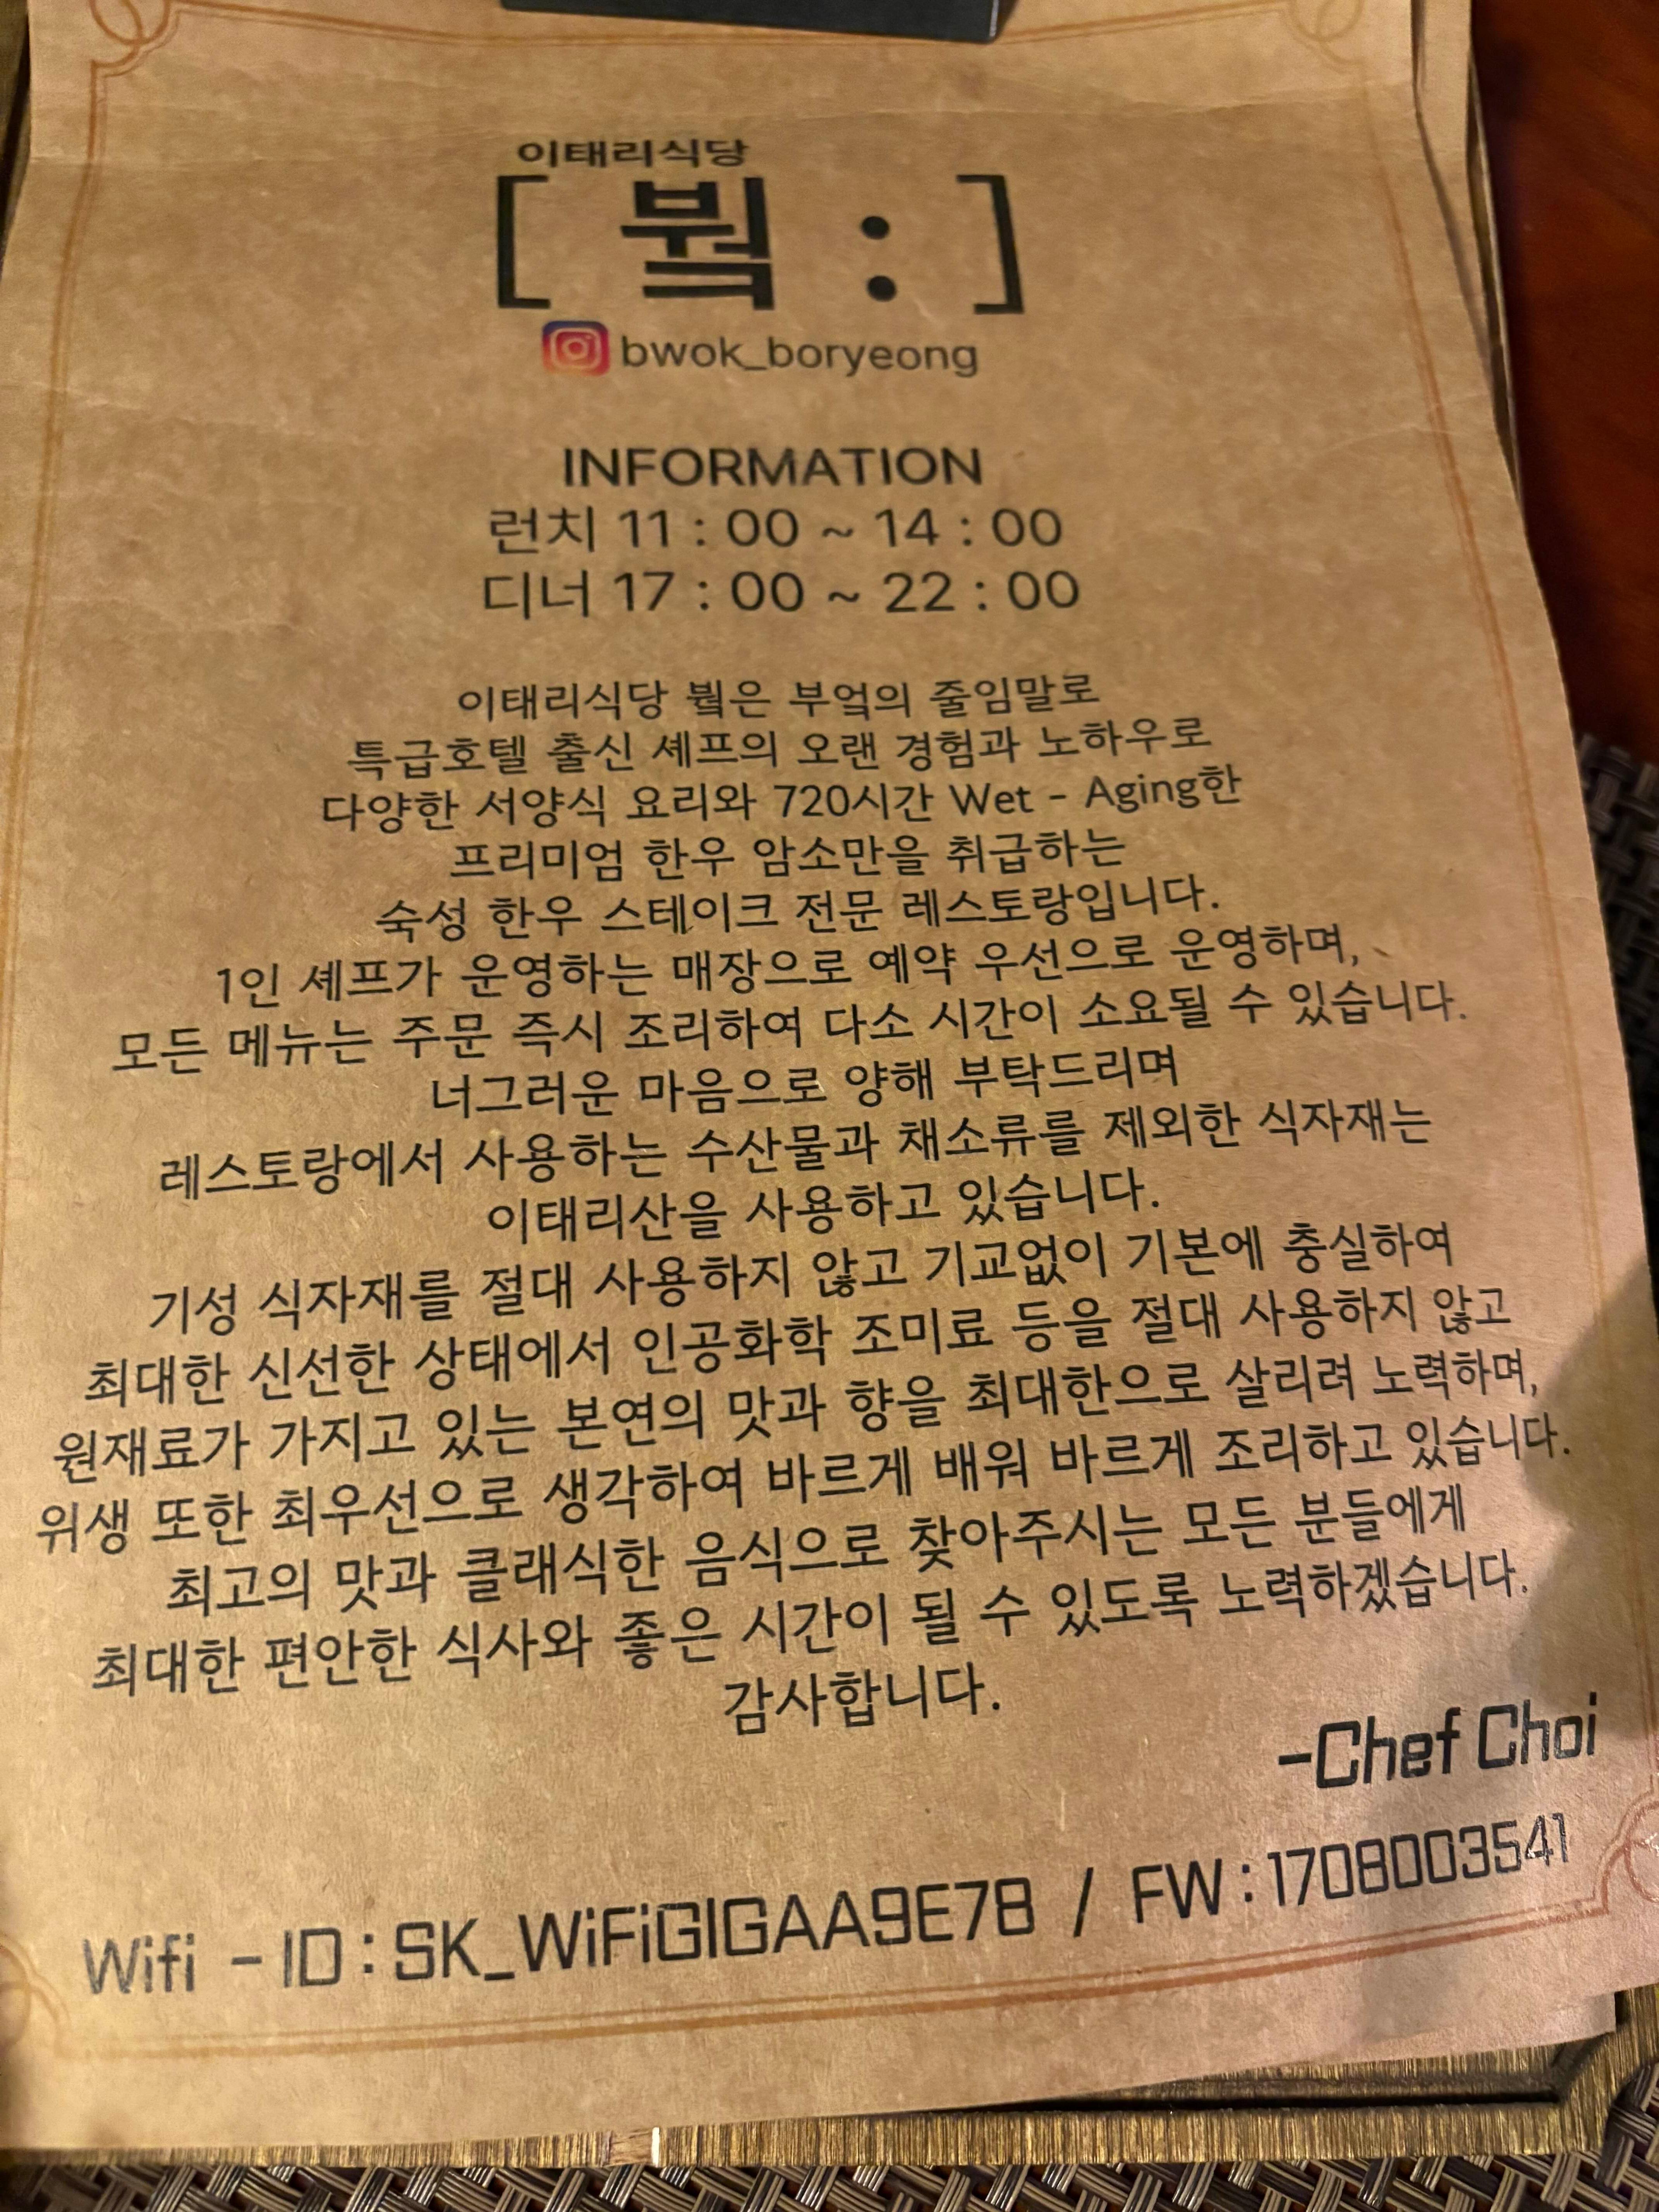 이태리식당
[ 붴 : ]
bwok_boryeong
INFORMATION
런치 11 : 00 ~ 14 : 00
디너 17 : 00 ~ 22 : 00
이태리식당 붴은 부엌의 줄임말로
특급호텔 출신 셰프의 오랜 경험과 노하우로
다양한 서양식 요리와 720시간 Wet - Aging한
프리미엄 한우 암소만을 취급하는
숙성 한우 스테이크 전문 레스토랑입니다.
1인 셰프가 운영하는 매장으로 예약 우선으로 운영하며,
모든 메뉴는 주문 즉시 조리하여 다소 시간이 소요될 수 있습니다.
너그러운 마음으로 양해 부탁드리며
레스토랑에서 사용하는 수산물과 채소류를 제외한 식자재는
이태리산을 사용하고 있습니다.
기성 식자재를 절대 사용하지 않고 기교없이 기본에 충실하여
최대한 신선한 상태에서 인공화학 조미료 등을 절대 사용하지 않고
원재료가 가지고 있는 본연의 맛과 향을 최대한으로 살리려 노력하며,
위생 또한 최우선으로 생각하여 바르게 배워 바르게 조리하고 있습니다.
최고의 맛과 클래식한 음식으로 찾아주시는 모든 분들에게
최대한 편안한 식사와 좋은 시간이 될 수 있도록 노력하겠습니다.
감사합니다.
-Chef Choi
Wifi - ID : SK_WiFiGIGAA9E78 / FW : 1708003541